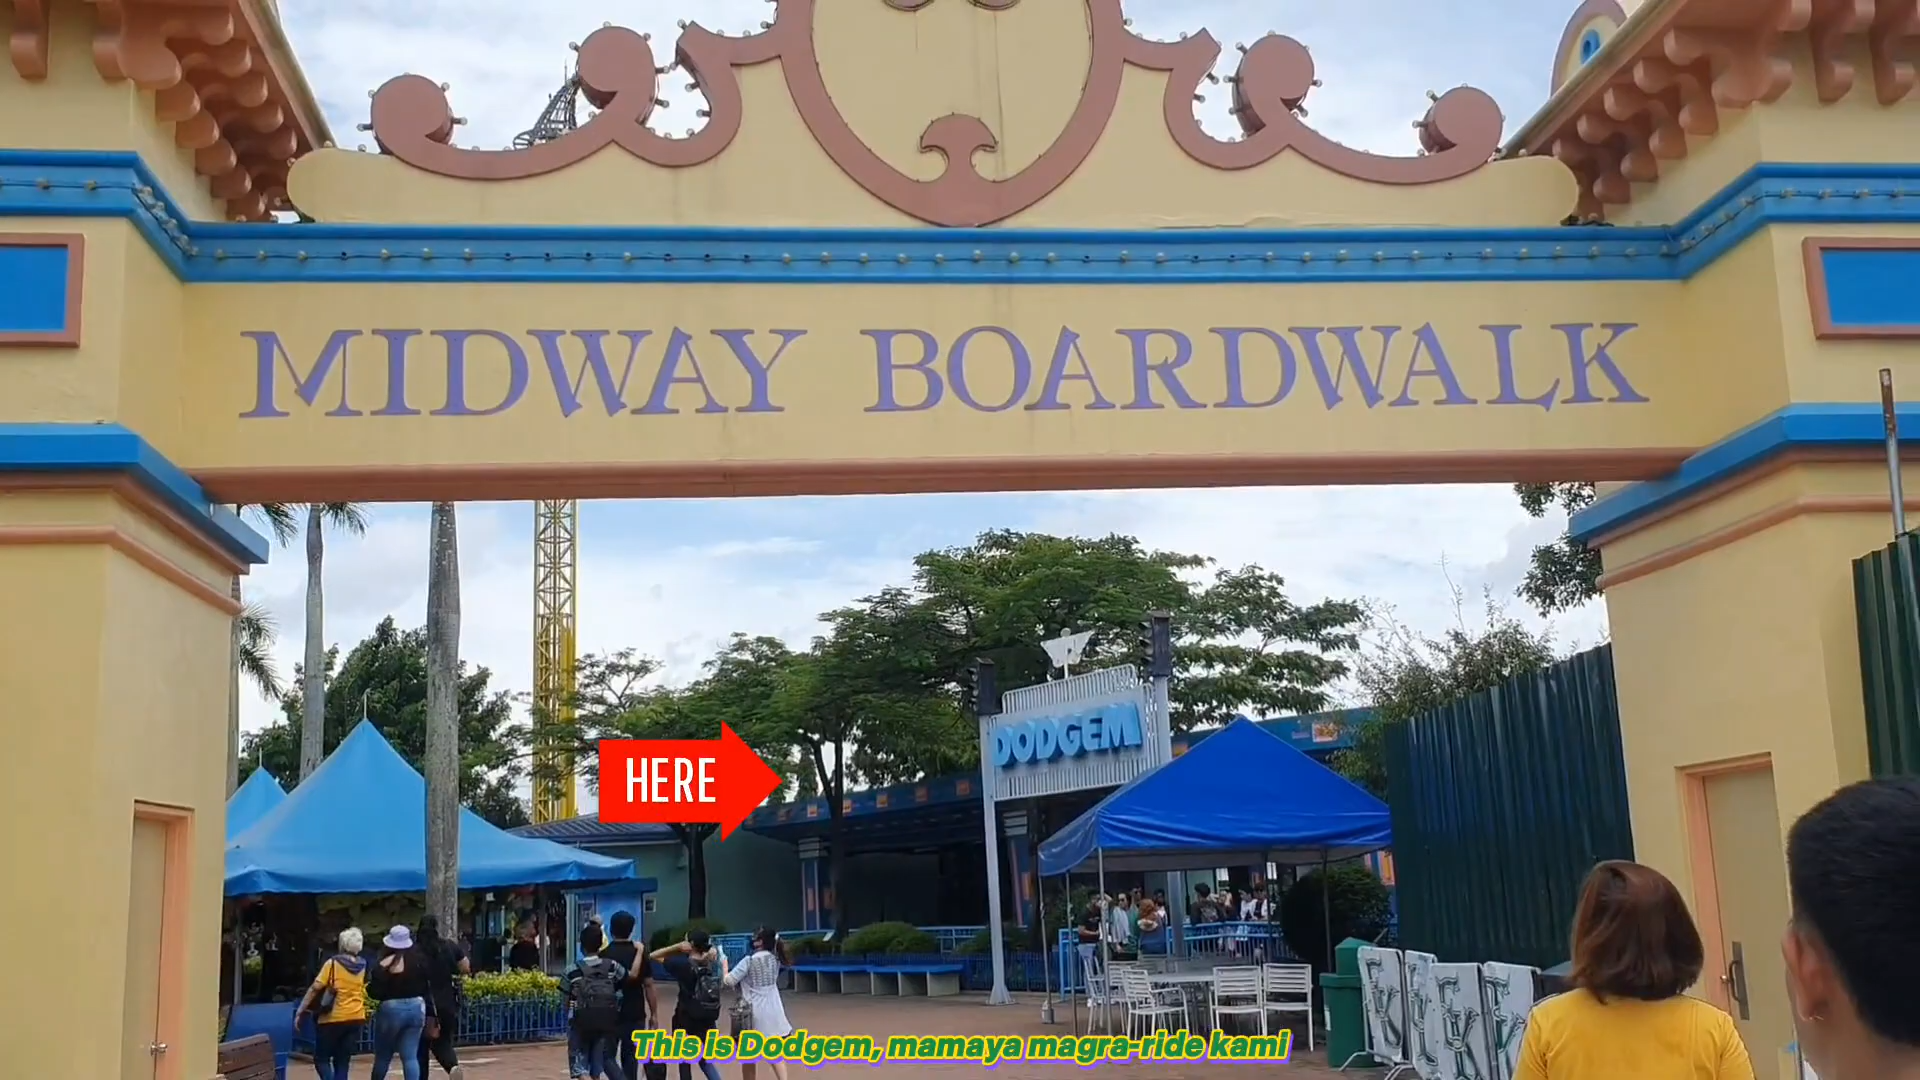 MIDWAY BOARDWALK
DODGEM
HERE
This is Dodgem, mamaya magra-ride kami